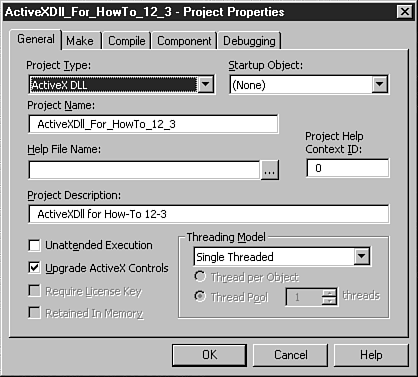 ActiveXDll_For_HowTo_12_3 - Project Properties
General Make Compile Component Debugging
Project Type: Startup Object:
ActiveX DLL (None)
Project Name:
ActiveXDll_For_HowTo_12_3
Help File Name: Project Help
Context ID:
... 0
Project Description:
ActiveXDll for How-To 12-3
Unattended Execution Threading Model
Upgrade ActiveX Controls Single Threaded
Require License Key Thread per Object
Retained In Memory Thread Pool 1 threads
OK Cancel Help